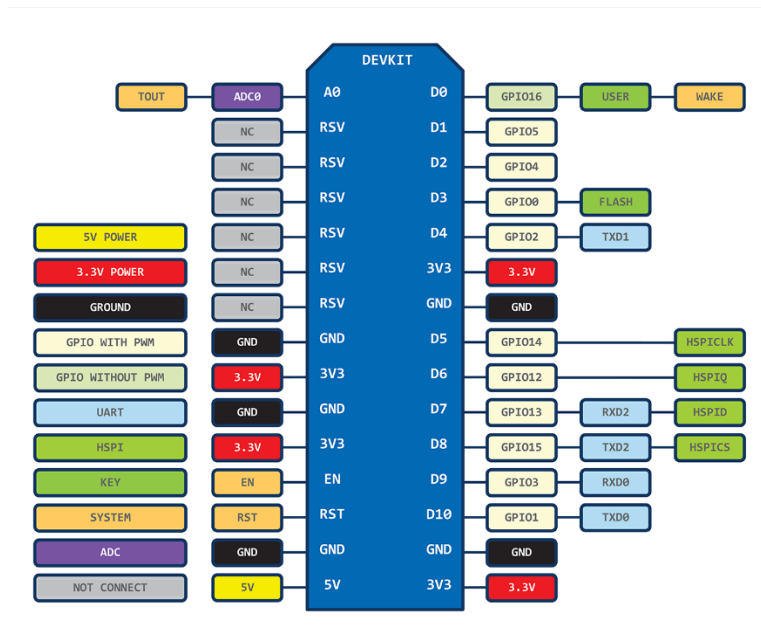 DEVKIT
TOUT ADC0 A0 D0 GPIO16 USER WAKE
NC RSV D1 GPIO5
NC RSV D2 GPIO4
NC RSV D3 GPIO0 FLASH
5V POWER NC RSV D4 GPIO2 TXD1
3.3V POWER NC RSV 3V3 3.3V
GROUND NC RSV GND GND
GPIO WITH PWM GND GND D5 GPIO14 HSPICLK
GPIO WITHOUT PWM 3.3V 3V3 D6 GPIO12 HSPIQ
UART GND GND D7 GPIO13 RXD2 HSPID
HSPI 3.3V 3V3 D8 GPIO15 TXD2 HSPICS
KEY EN EN D9 GPIO3 RXD0
SYSTEM RST RST D10 GPIO1 TXD0
ADC GND GND GND GND
NOT CONNECT 5V 5V 3V3 3.3V